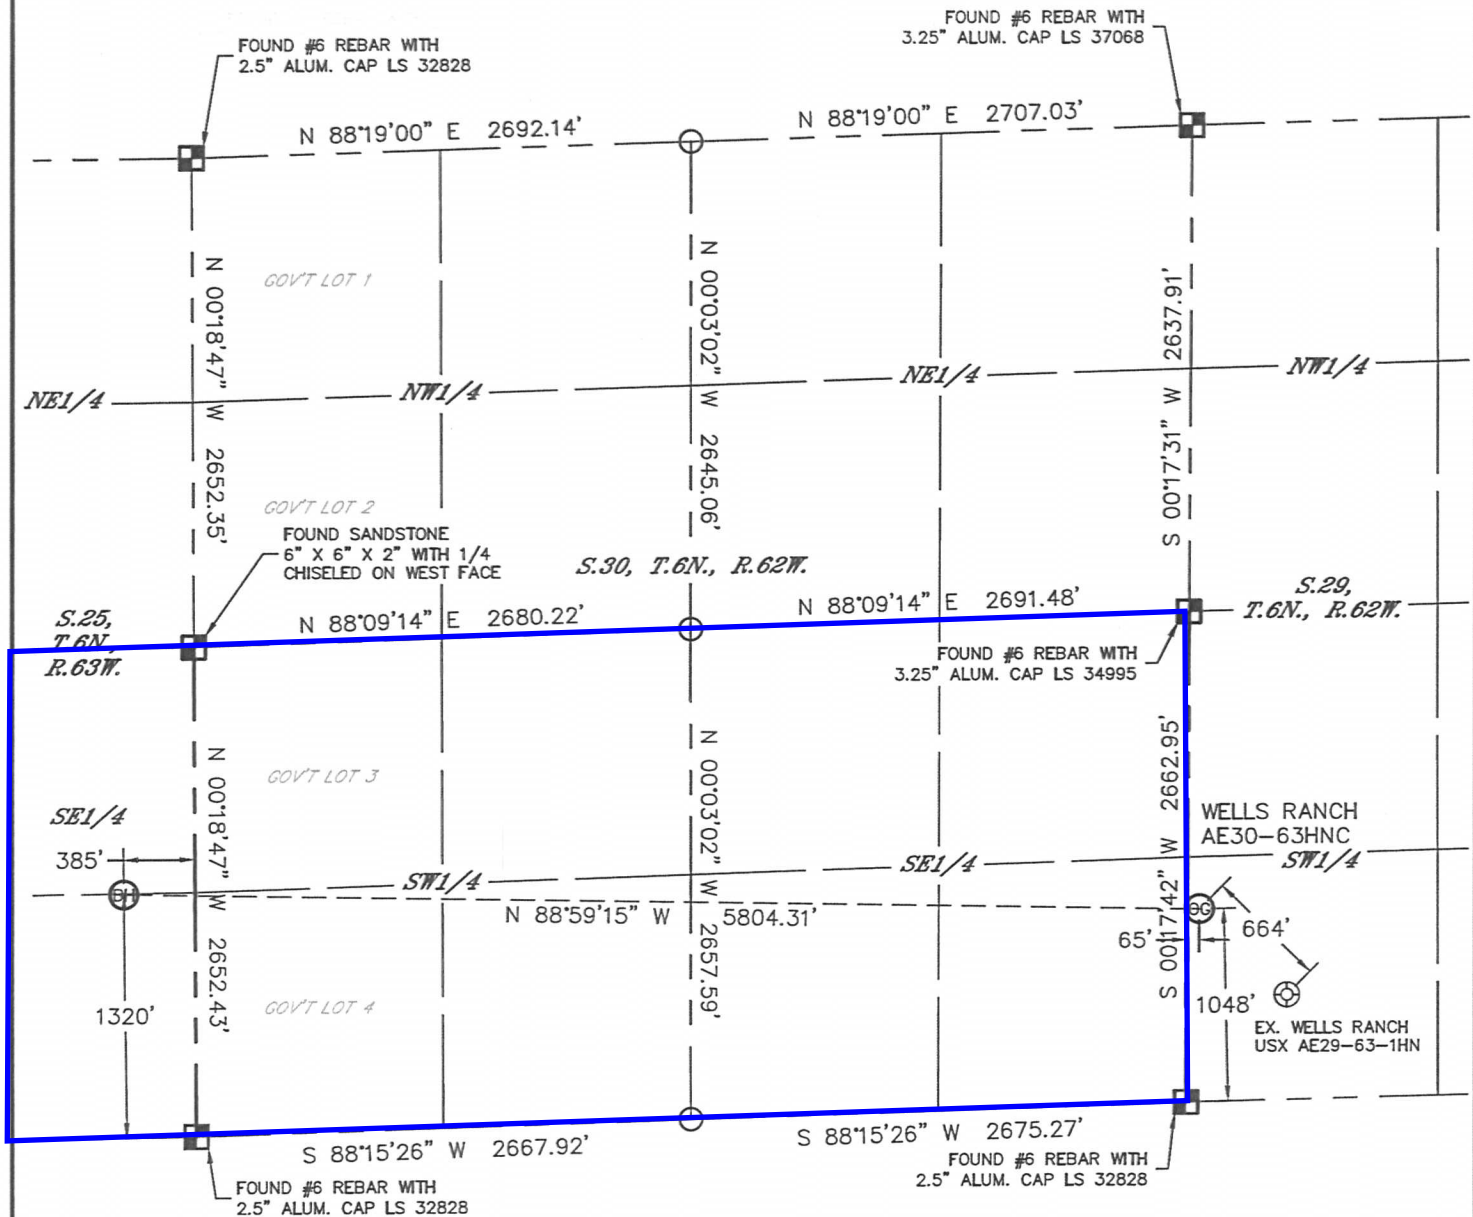 FOUND #6 REBAR WITH
2.5" ALUM. CAP LS 32828
FOUND #6 REBAR WITH
3.25" ALUM. CAP LS 37068
N 88°19'00" E 2692.14'
N 88°19'00" E 2707.03'
N 00°18'47" W 2652.35'
GOV'T LOT 1
N 00°03'02" W 2645.06'
S 00°17'31" W 2637.91'
NE1/4
NW1/4
NE1/4
NW1/4
GOV'T LOT 2
FOUND SANDSTONE
6" X 6" X 2" WITH 1/4
CHISELED ON WEST FACE
S.30, T.6N., R.62W.
S.25,
T.6N.,
R.63W.
S.29,
T.6N., R.62W.
N 88°09'14" E 2680.22'
N 88°09'14" E 2691.48'
FOUND #6 REBAR WITH
3.25" ALUM. CAP LS 34995
N 00°18'47" W 2652.43'
GOV'T LOT 3
N 00°03'02" W 2657.59'
S 00°17'42" W 2662.95'
SE1/4
385'
BH
SW1/4
SE1/4
WELLS RANCH
AE30-63HNC
SW1/4
N 88°59'15" W 5804.31'
OG
65'
664'
1320'
GOV'T LOT 4
1048'
EX. WELLS RANCH
USX AE29-63-1HN
S 88°15'26" W 2667.92'
S 88°15'26" W 2675.27'
FOUND #6 REBAR WITH
2.5" ALUM. CAP LS 32828
FOUND #6 REBAR WITH
2.5" ALUM. CAP LS 32828